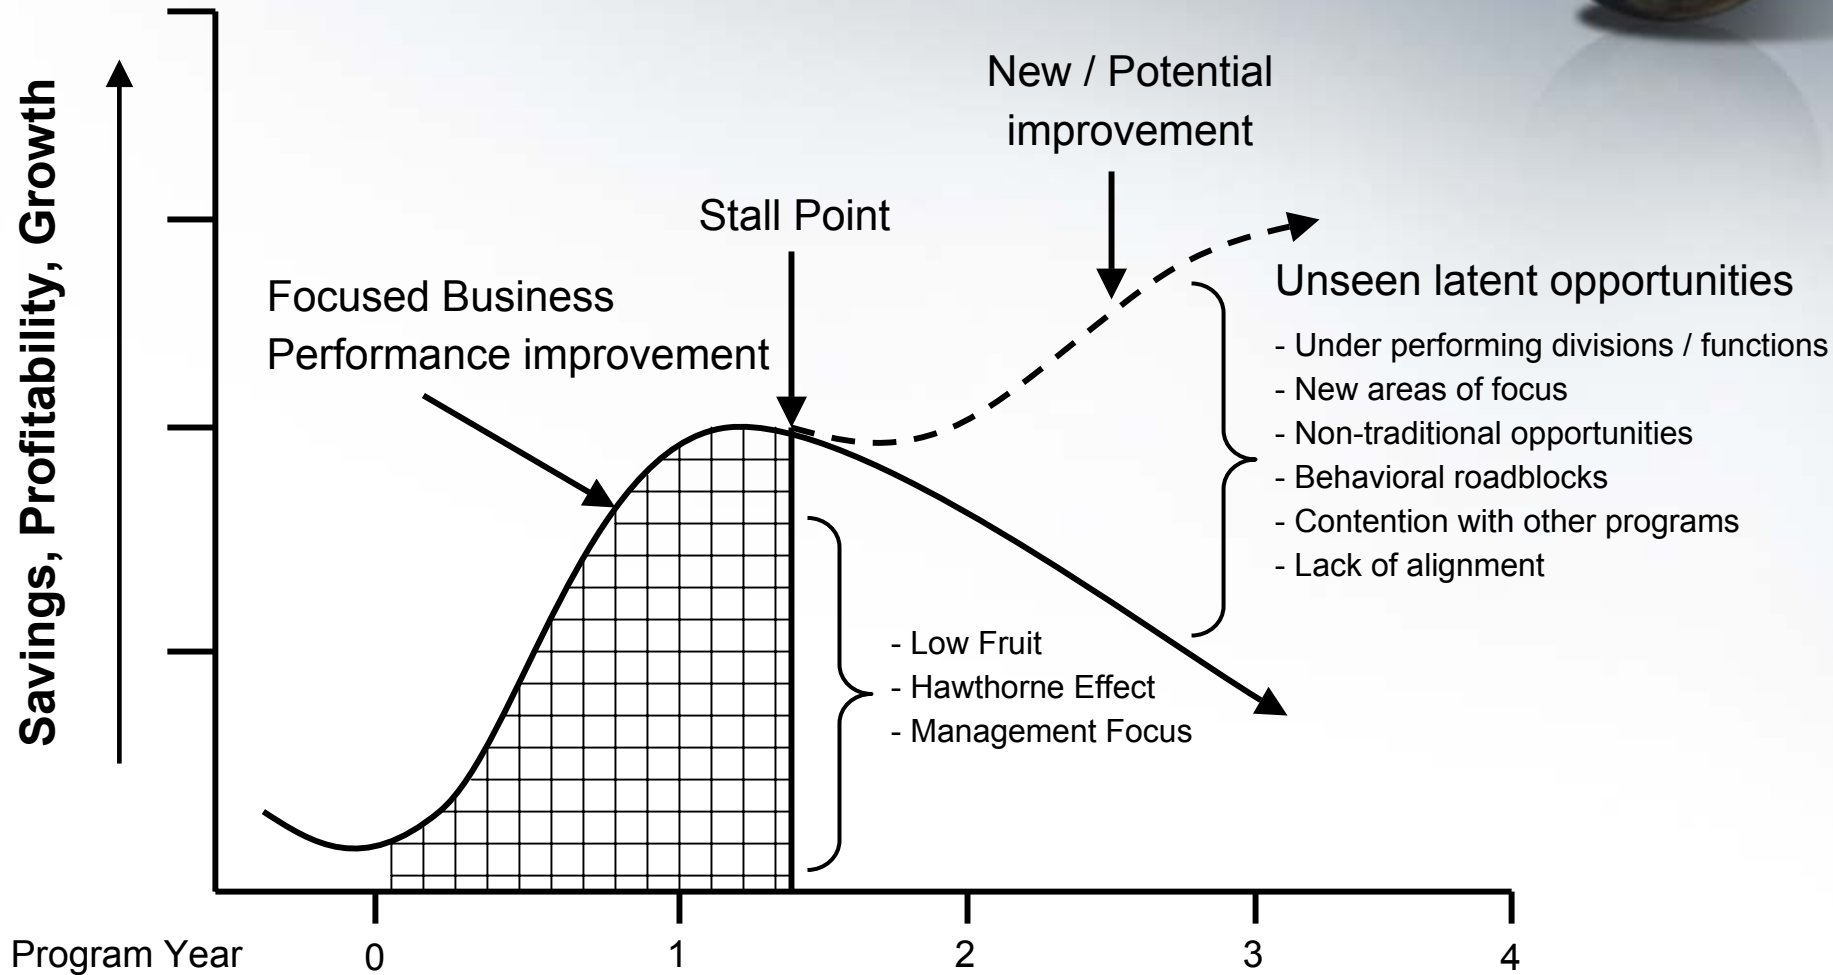 New / Potential
improvement
Stall Point
Focused Business
Performance improvement
Savings, Profitability, Growth
Unseen latent opportunities
- Under performing divisions / functions
- New areas of focus
- Non-traditional opportunities
- Behavioral roadblocks
- Contention with other programs
- Lack of alignment
- Low Fruit
- Hawthorne Effect
- Management Focus
Program Year 0 1 2 3 4